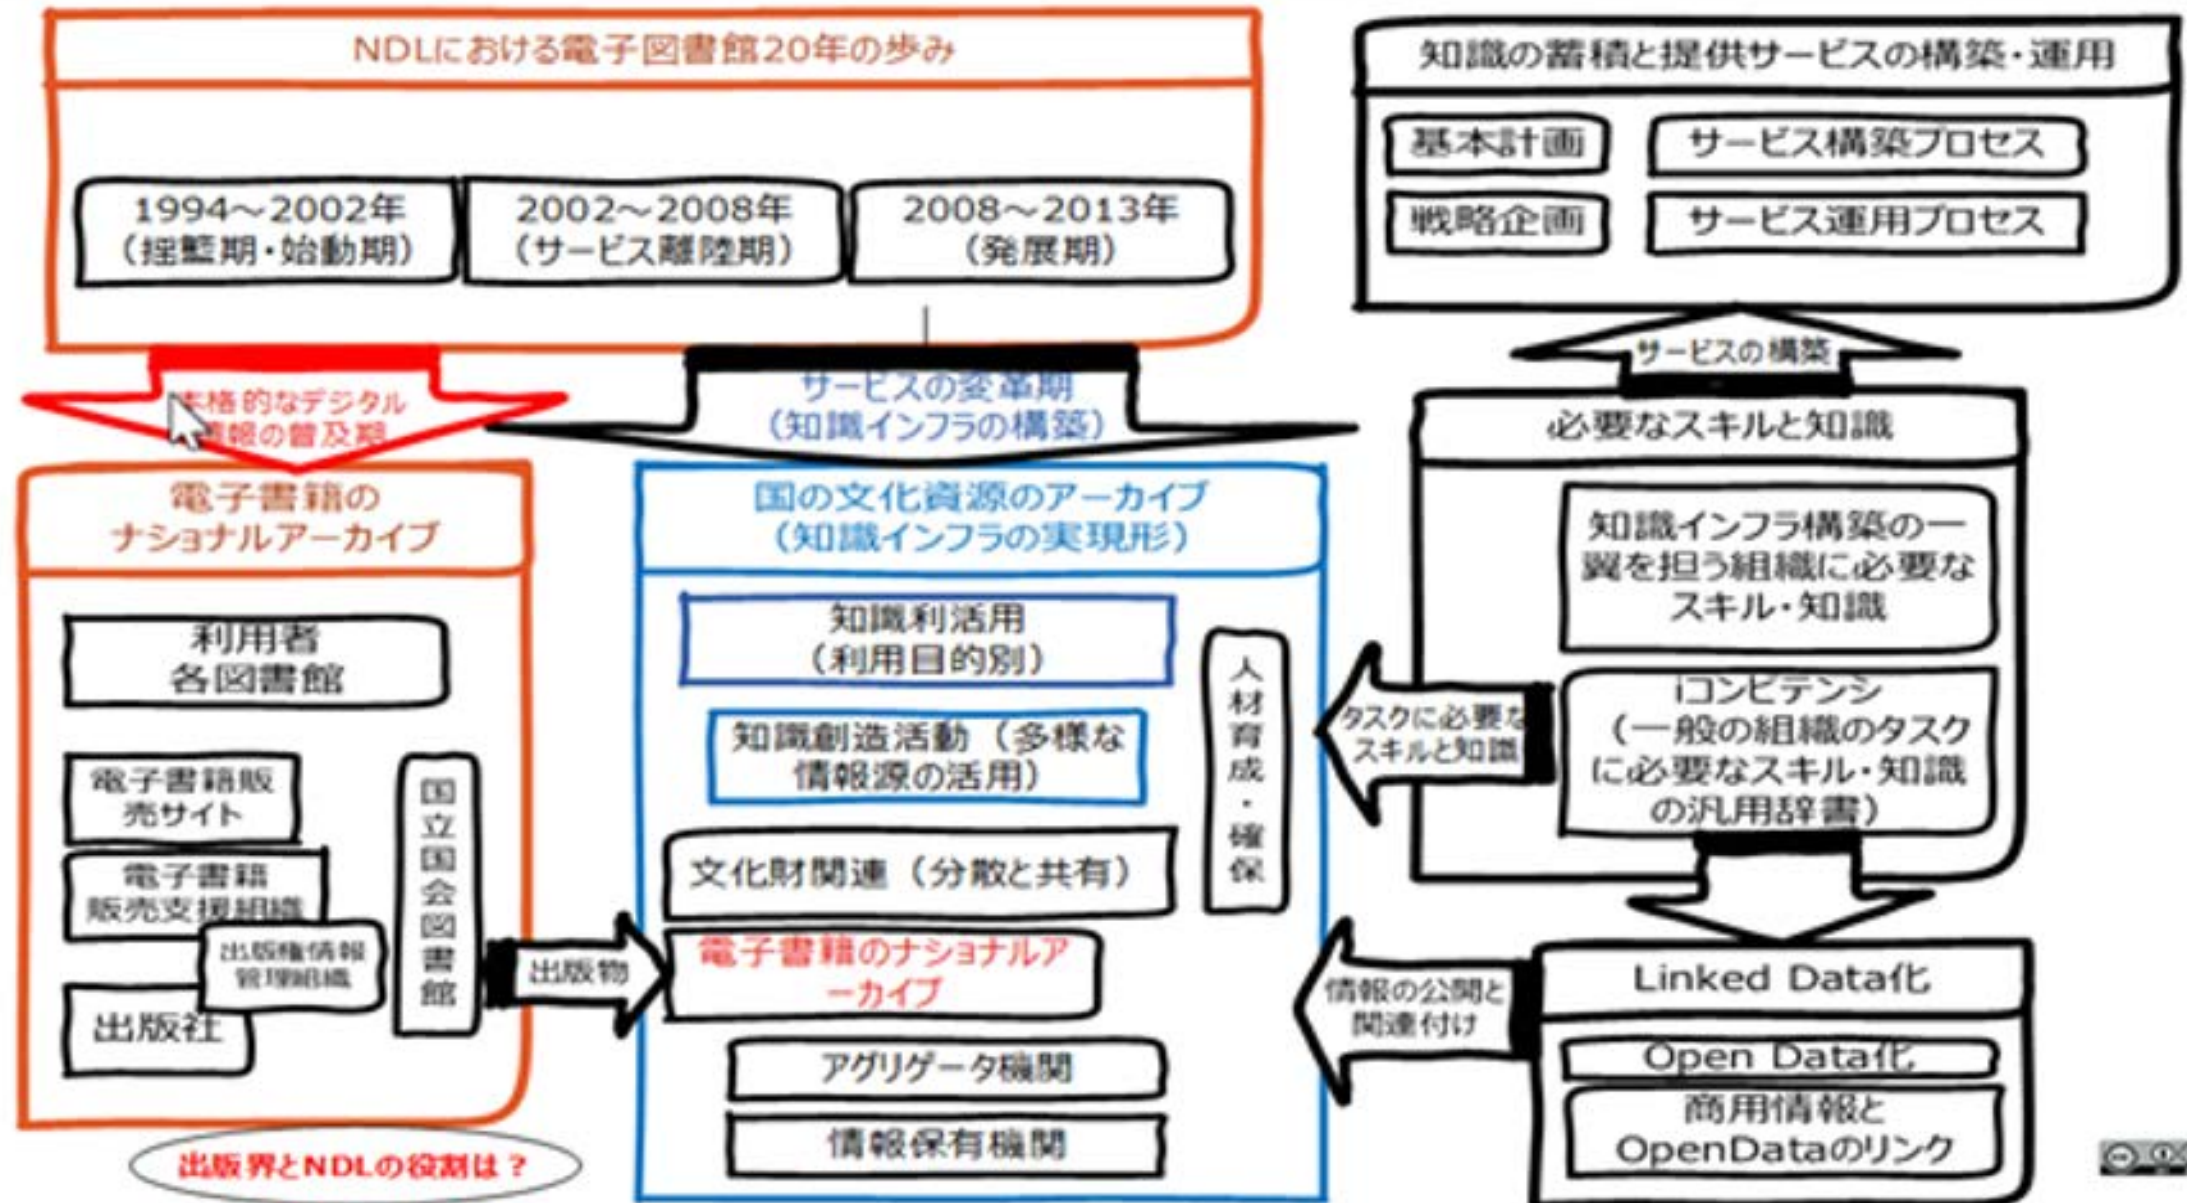 NDLにおける電子図書館20年の歩み
1994～2002年
（揺籃期・始動期）
2002～2008年
（サービス離陸期）
2008～2013年
（発展期）
知識の蓄積と提供サービスの構築・運用
基本計画
サービス構築プロセス
戦略企画
サービス運用プロセス
サービスの構築
本格的なデジタル
情報の普及期
サービスの変革期
（知識インフラの構築）
必要なスキルと知識
知識インフラ構築の一
翼を担う組織に必要な
スキル・知識
iコンピテンシ
（一般の組織のタスク
に必要なスキル・知識
の汎用辞書）
タスクに必要な
スキルと知識
電子書籍の
ナショナルアーカイブ
利用者
各図書館
電子書籍販
売サイト
電子書籍
販売支援組織
出版権情報
管理組織
出版社
国立国会図書館
出版物
国の文化資源のアーカイブ
（知識インフラの実現形）
知識利活用
（利用目的別）
知識創造活動（多様な
情報源の活用）
文化財関連（分散と共有）
電子書籍のナショナルア
ーカイブ
アグリゲータ機関
情報保有機関
人材育成・確保
情報の公開と
関連付け
Linked Data化
Open Data化
商用情報と
OpenDataのリンク
出版界とNDLの役割は？